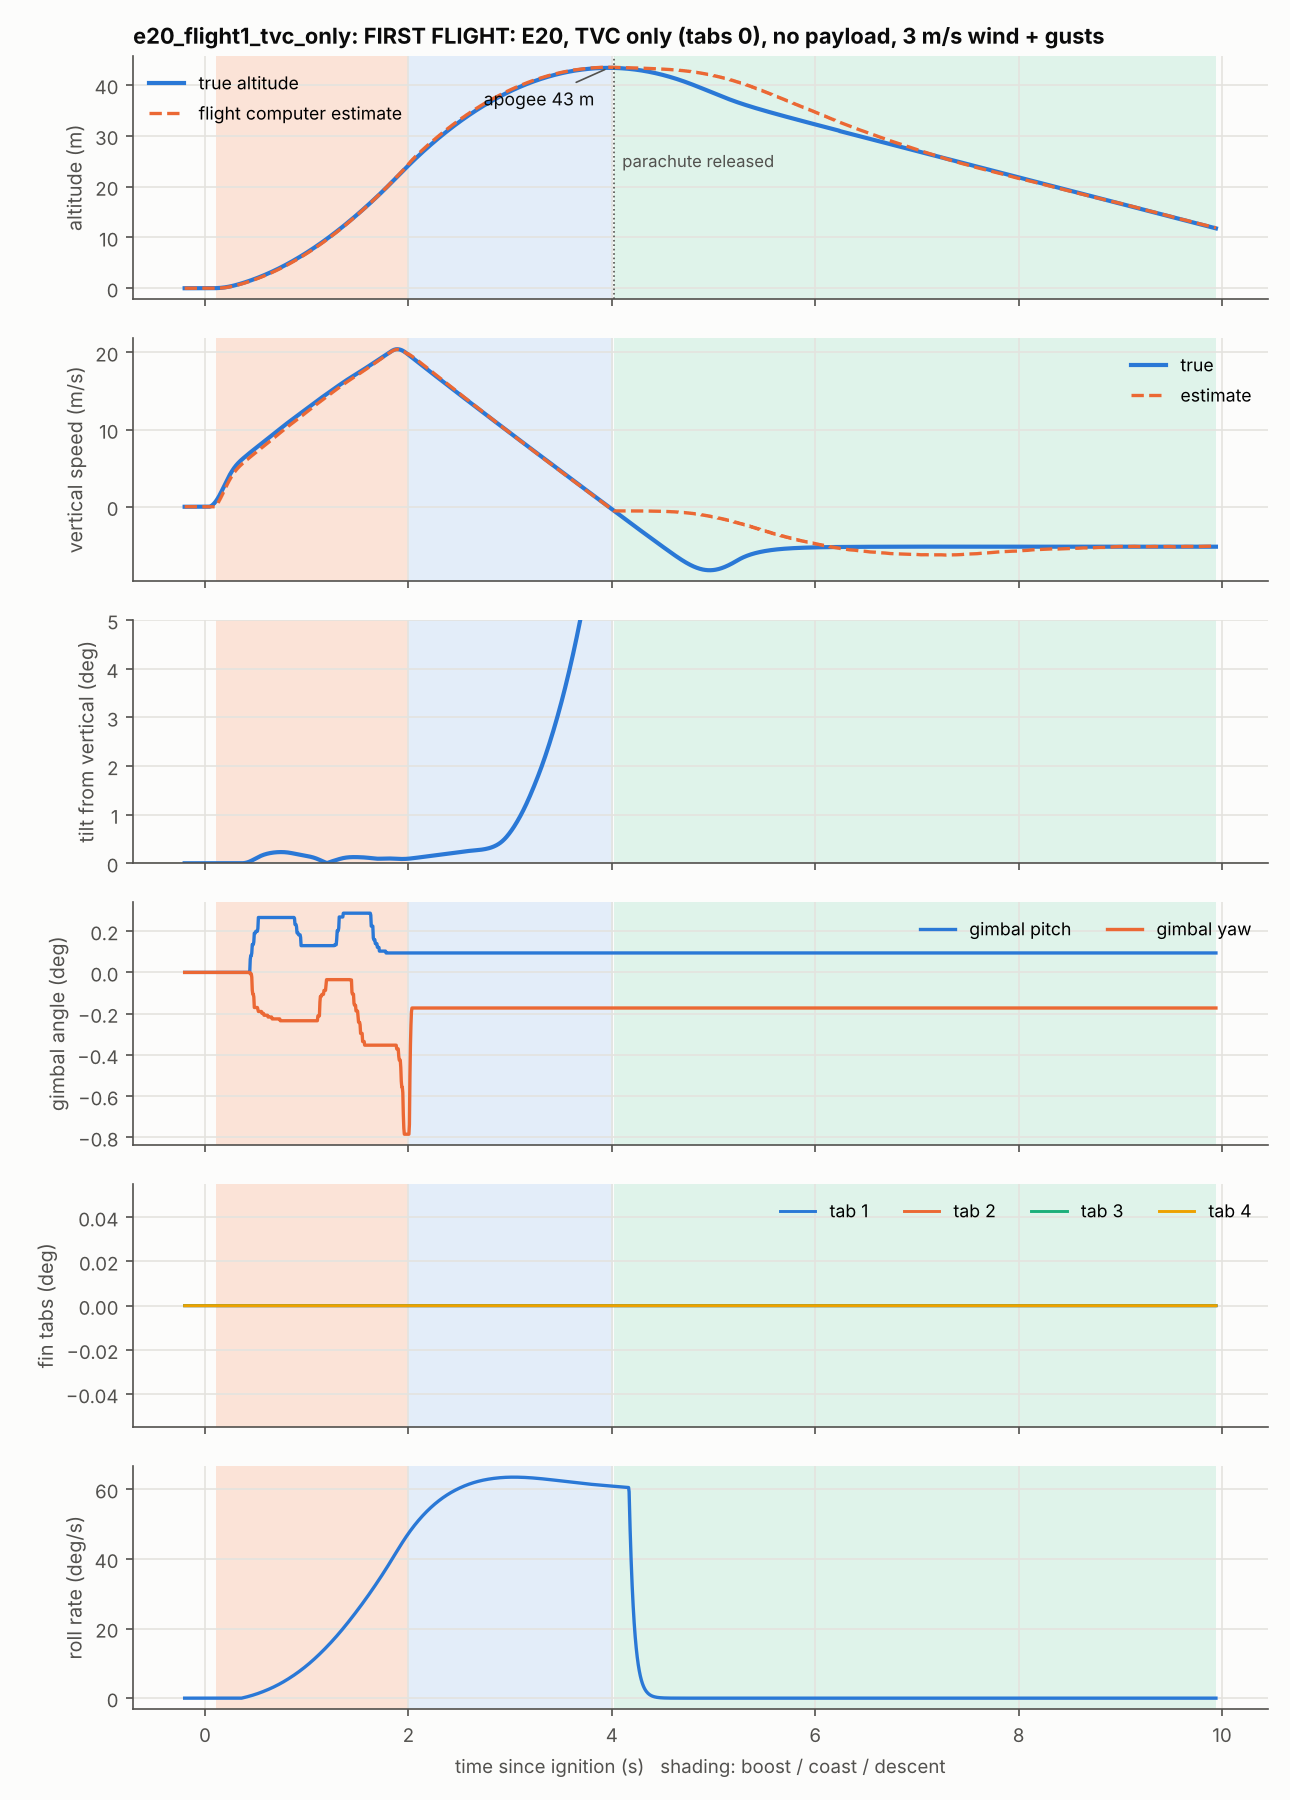 e20_flight1_tvc_only: FIRST FLIGHT: E20, TVC only (tabs 0), no payload, 3 m/s wind + gusts
true altitude
flight computer estimate
apogee 43 m
parachute released
altitude (m)
40
30
20
10
0
true
estimate
vertical speed (m/s)
20
10
0
tilt from vertical (deg)
5
4
3
2
1
0
gimbal pitch
gimbal yaw
gimbal angle (deg)
0.2
0.0
−0.2
−0.4
−0.6
−0.8
tab 1
tab 2
tab 3
tab 4
fin tabs (deg)
0.04
0.02
0.00
−0.02
−0.04
roll rate (deg/s)
60
40
20
0
0 2 4 6 8 10
time since ignition (s)   shading: boost / coast / descent